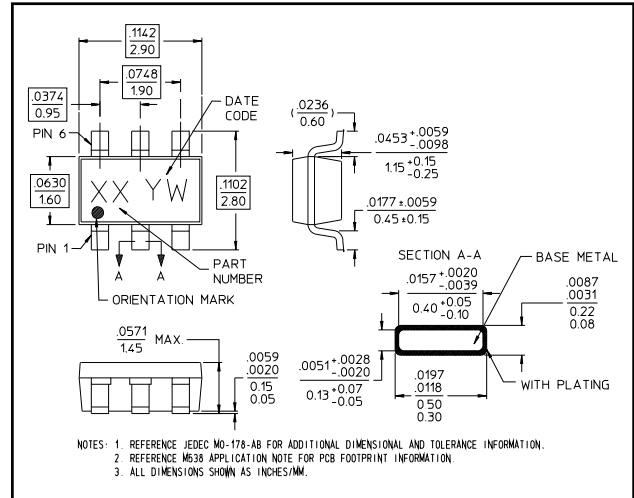 .1142
2.90
.0748
1.90
.0374
0.95
DATE
CODE
PIN 6
.0630
1.60
XX YW
.1102
2.80
PIN 1
A A
PART
NUMBER
ORIENTATION MARK
(.0236
0.60)
.0453 +.0059
-.0098
1.15 +0.15
-0.25
.0177 ±.0059
0.45 ±0.15
SECTION A-A
BASE METAL
.0157 +.0020
-.0039
0.40 +0.05
-0.10
.0087
.0031
0.22
0.08
.0571
1.45 MAX.
.0059
.0020
0.15
0.05
.0051 +.0028
-.0020
0.13 +0.07
-0.05
.0197
.0118
0.50
0.30
WITH PLATING
NOTES: 1. REFERENCE JEDEC MO-178-AB FOR ADDITIONAL DIMENSIONAL AND TOLERANCE INFORMATION.
2. REFERENCE M538 APPLICATION NOTE FOR PCB FOOTPRINT INFORMATION.
3. ALL DIMENSIONS SHOWN AS INCHES/MM.